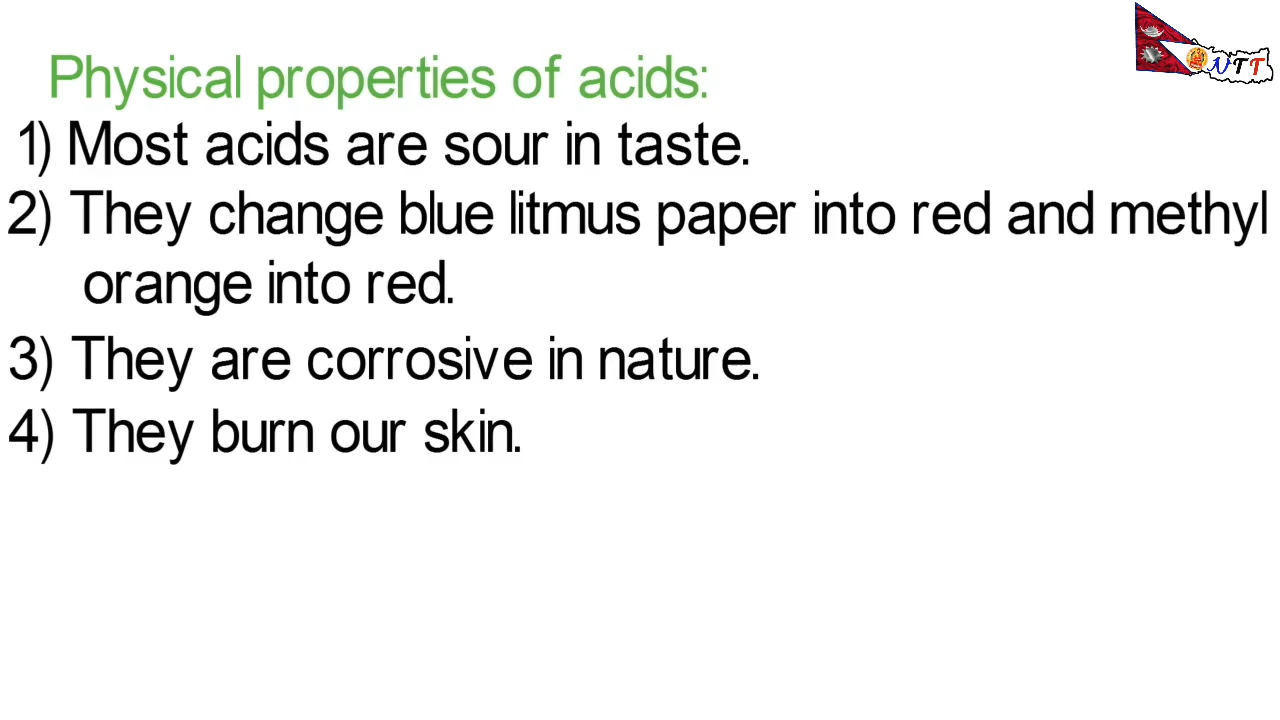 NTT
Physical properties of acids:
1) Most acids are sour in taste.
2) They change blue litmus paper into red and methyl
orange into red.
3) They are corrosive in nature.
4) They burn our skin.